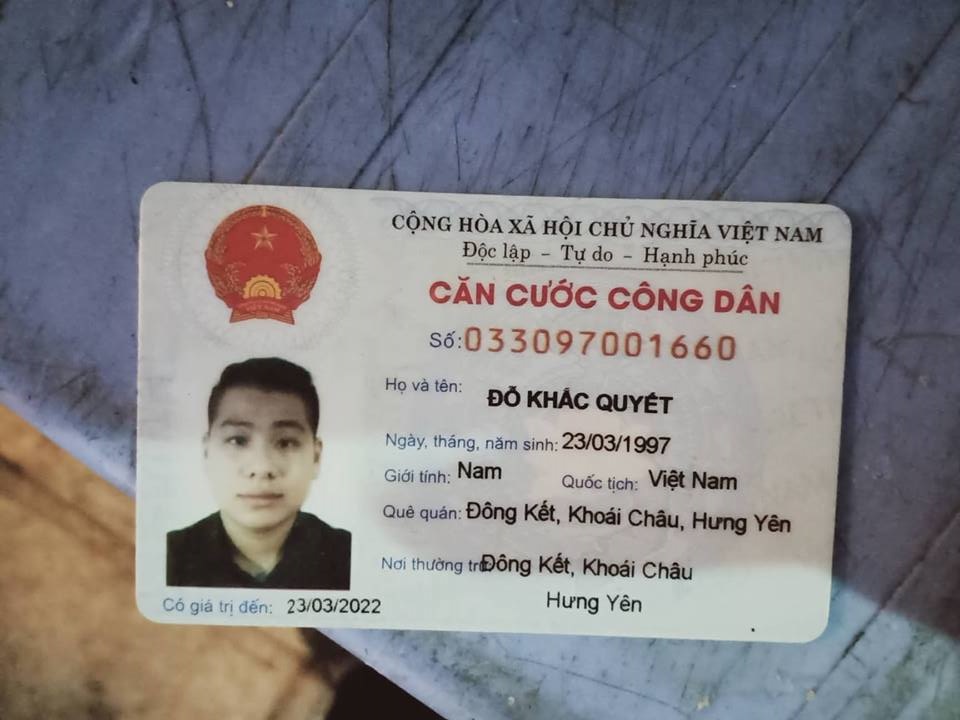 CỘNG HÒA XÃ HỘI CHỦ NGHĨA VIỆT NAM
Độc lập – Tự do – Hạnh phúc
CĂN CƯỚC CÔNG DÂN
Số: 033097001660
Họ và tên: ĐỖ KHẮC QUYẾT
Ngày, tháng, năm sinh: 23/03/1997
Giới tính: Nam Quốc tịch: Việt Nam
Quê quán: Đông Kết, Khoái Châu, Hưng Yên
Nơi thường trú: Đông Kết, Khoái Châu
Hưng Yên
Có giá trị đến: 23/03/2022